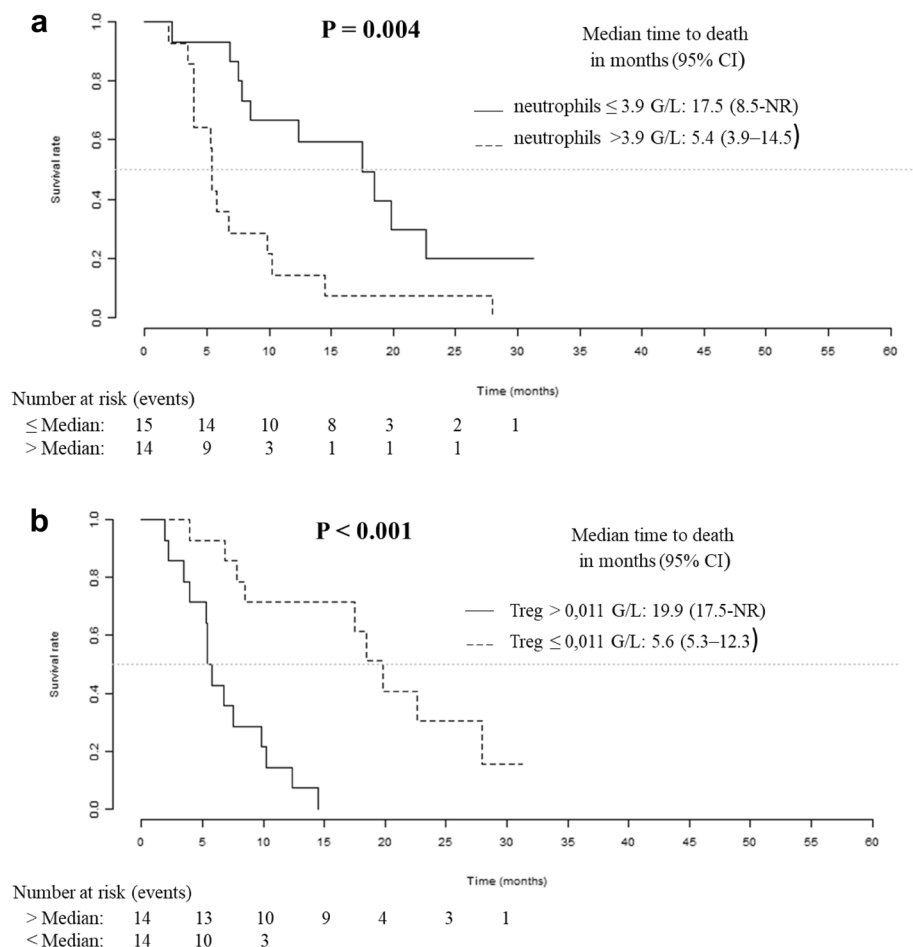 a
P = 0.004
Median time to death
in months (95% CI)
neutrophils ≤ 3.9 G/L: 17.5 (8.5-NR)
neutrophils >3.9 G/L: 5.4 (3.9–14.5)
Survival rate
1.0
0.8
0.6
0.4
0.2
0.0
0 5 10 15 20 25 30 35 40 45 50 55 60
Time (months)
Number at risk (events)
≤ Median: 15 14 10 8 3 2 1
> Median: 14 9 3 1 1 1
b
P < 0.001
Median time to death
in months (95% CI)
Treg > 0,011 G/L: 19.9 (17.5-NR)
Treg ≤ 0,011 G/L: 5.6 (5.3–12.3)
Survival rate
1.0
0.8
0.6
0.4
0.2
0.0
0 5 10 15 20 25 30 35 40 45 50 55 60
Time (months)
Number at risk (events)
> Median: 14 13 10 9 4 3 1
< Median: 14 10 3